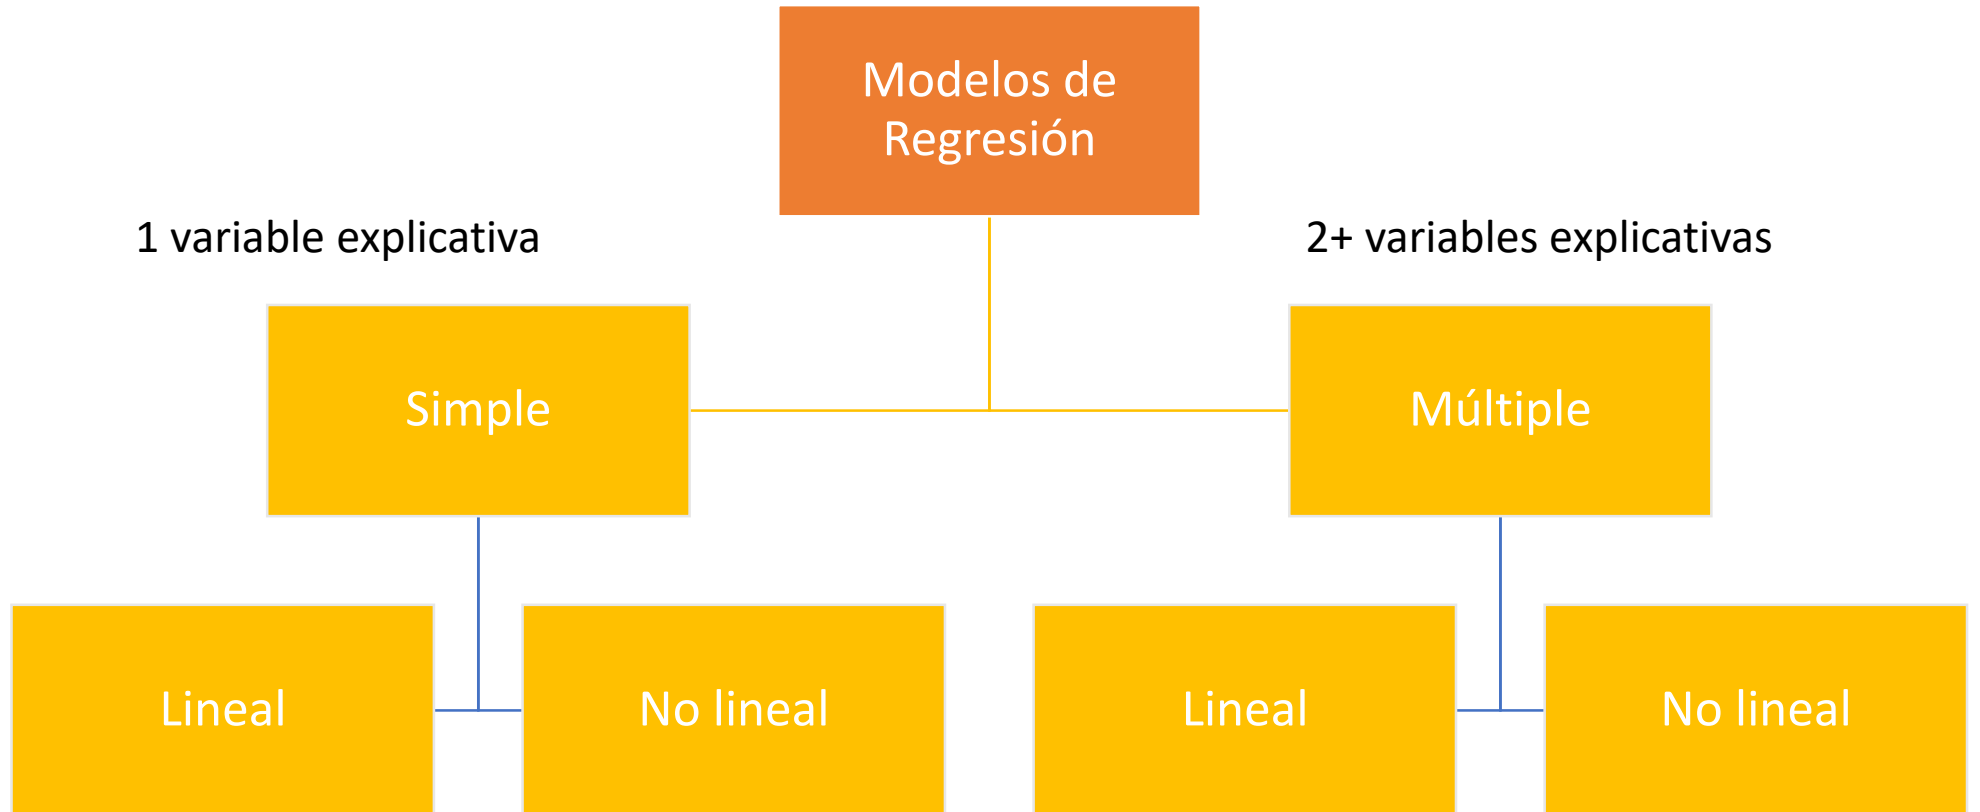 Modelos de
Regresión
1 variable explicativa
2+ variables explicativas
Simple
Múltiple
Lineal
No lineal
Lineal
No lineal